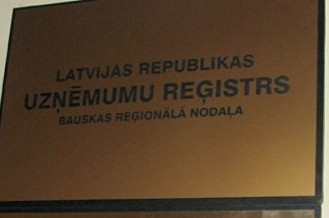 LATVIJAS REPUBLIKAS
UZŅĒMUMU REĢISTRS
BAUSKAS REĢIONĀLĀ NODAĻA